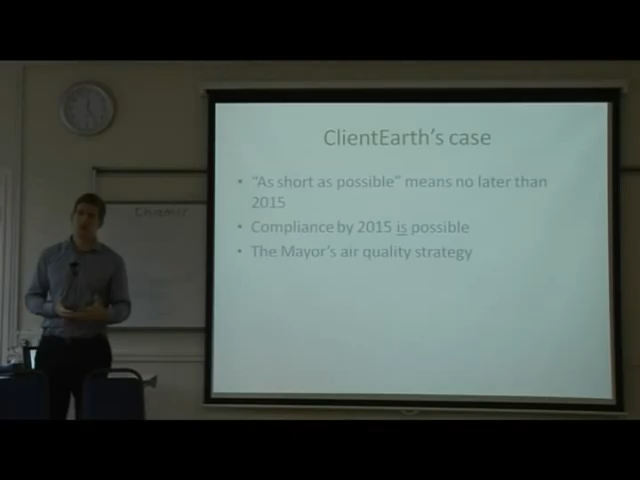 ClientEarth's case
• "As short as possible" means no later than
2015
• Compliance by 2015 is possible
• The Mayor's air quality strategy